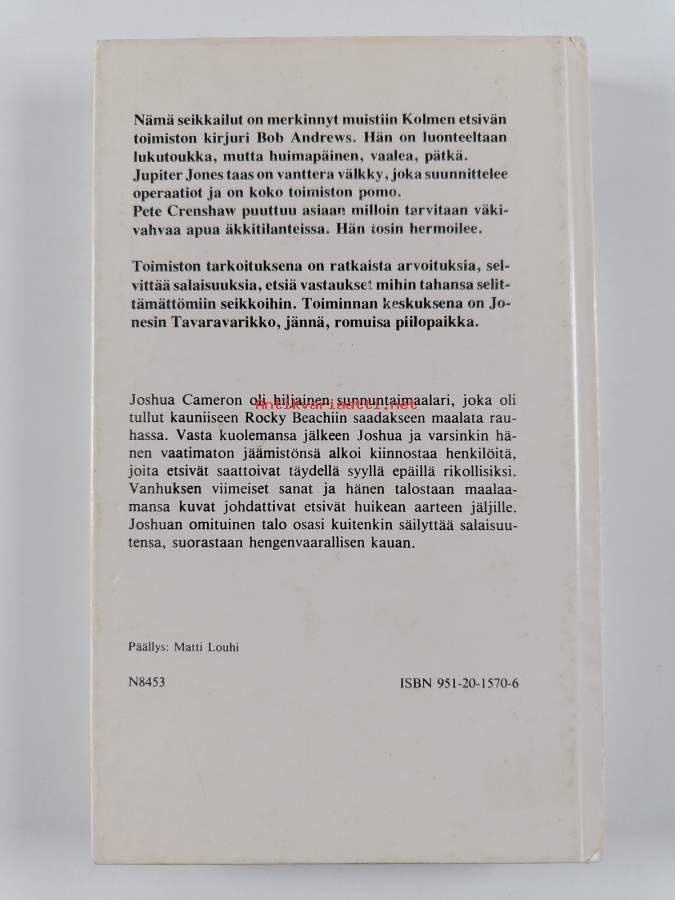 Nämä seikkailut on merkinnyt muistiin Kolmen etsivän
toimiston kirjuri Bob Andrews. Hän on luonteeltaan
lukutoukka, mutta huimapäinen, vaalea, pätkä.
Jupiter Jones taas on vanttera välkky, joka suunnittelee
operaatiot ja on koko toimiston pomo.
Pete Crenshaw puuttuu asiaan milloin tarvitaan väki-
vahvaa apua äkkitilanteissa. Hän tosin hermoilee.
Toimiston tarkoituksena on ratkaista arvoituksia, sel-
vittää salaisuuksia, etsiä vastaukset mihin tahansa selit-
tämättömiin seikkoihin. Toiminnan keskuksena on Jo-
nesin Tavaravarikko, jännä, romuisa piilopaikka.
Joshua Cameron oli hiljainen sunnuntaimaalari, joka oli
Antikvariaatti.net
tullut kauniiseen Rocky Beachiin saadakseen maalata rau-
hassa. Vasta kuolemansa jälkeen Joshua ja varsinkin hä-
nen vaatimaton jäämistönsä alkoi kiinnostaa henkilöitä,
joita etsivät saattoivat täydellä syyllä epäillä rikollisiksi.
Vanhuksen viimeiset sanat ja hänen talostaan maalaa-
mansa kuvat johdattivat etsivät huikean aarteen jäljille.
Joshuan omituinen talo osasi kuitenkin säilyttää salaisuu-
tensa, suorastaan hengenvaarallisen kauan.
Päällys: Matti Louhi
N8453
ISBN 951-20-1570-6